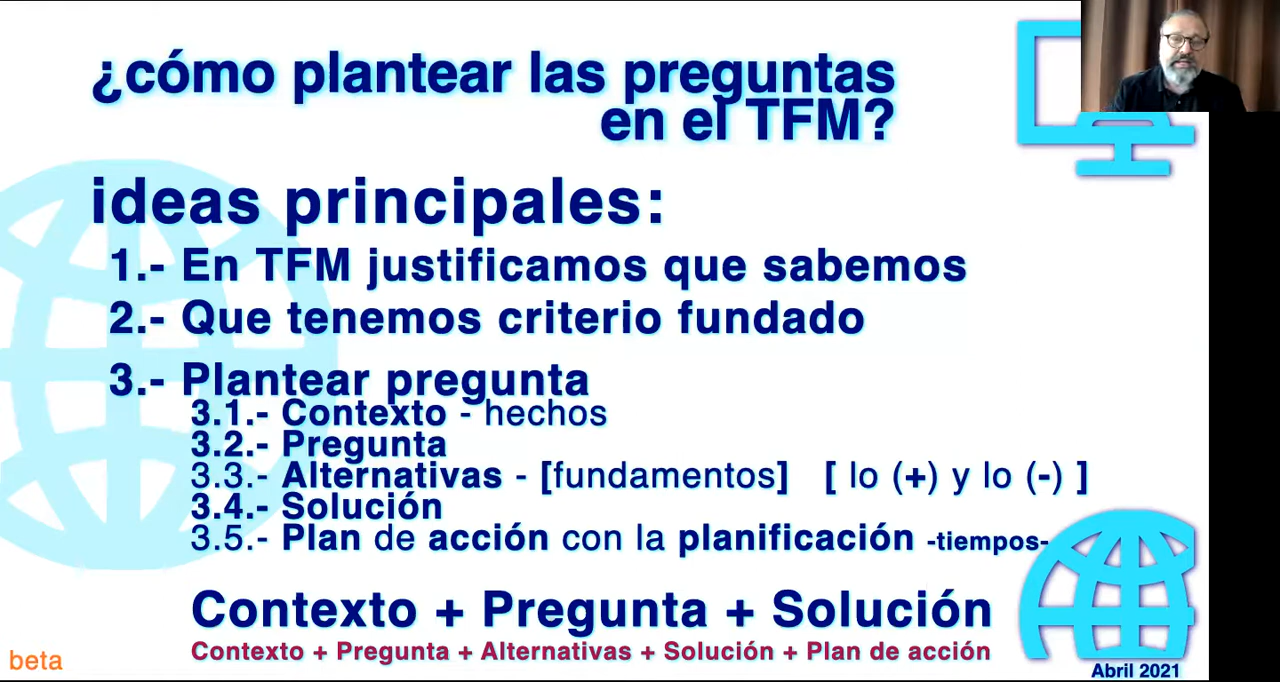 ¿cómo plantear las preguntas
en el TFM?
ideas principales:
1.- En TFM justificamos que sabemos
2.- Que tenemos criterio fundado
3.- Plantear pregunta
3.1.- Contexto - hechos
3.2.- Pregunta
3.3.- Alternativas - [fundamentos] [ lo (+) y lo (-) ]
3.4.- Solución
3.5.- Plan de acción con la planificación -tiempos-
Contexto + Pregunta + Solución
Contexto + Pregunta + Alternativas + Solución + Plan de acción
beta
Abril 2021